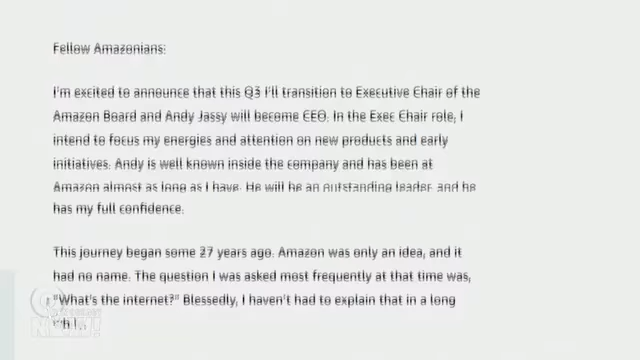 Fellow Amazonians:
I'm excited to announce that this Q3 I'll transition to Executive Chair of the
Amazon Board and Andy Jassy will become CEO. In the Exec Chair role, I
intend to focus my energies and attention on new products and early
initiatives. Andy is well known inside the company and has been at
Amazon almost as long as I have. He will be an outstanding leader, and he
has my full confidence.
This journey began some 27 years ago. Amazon was only an idea, and it
had no name. The question I was asked most frequently at that time was,
"What's the internet?" Blessedly, I haven't had to explain that in a long